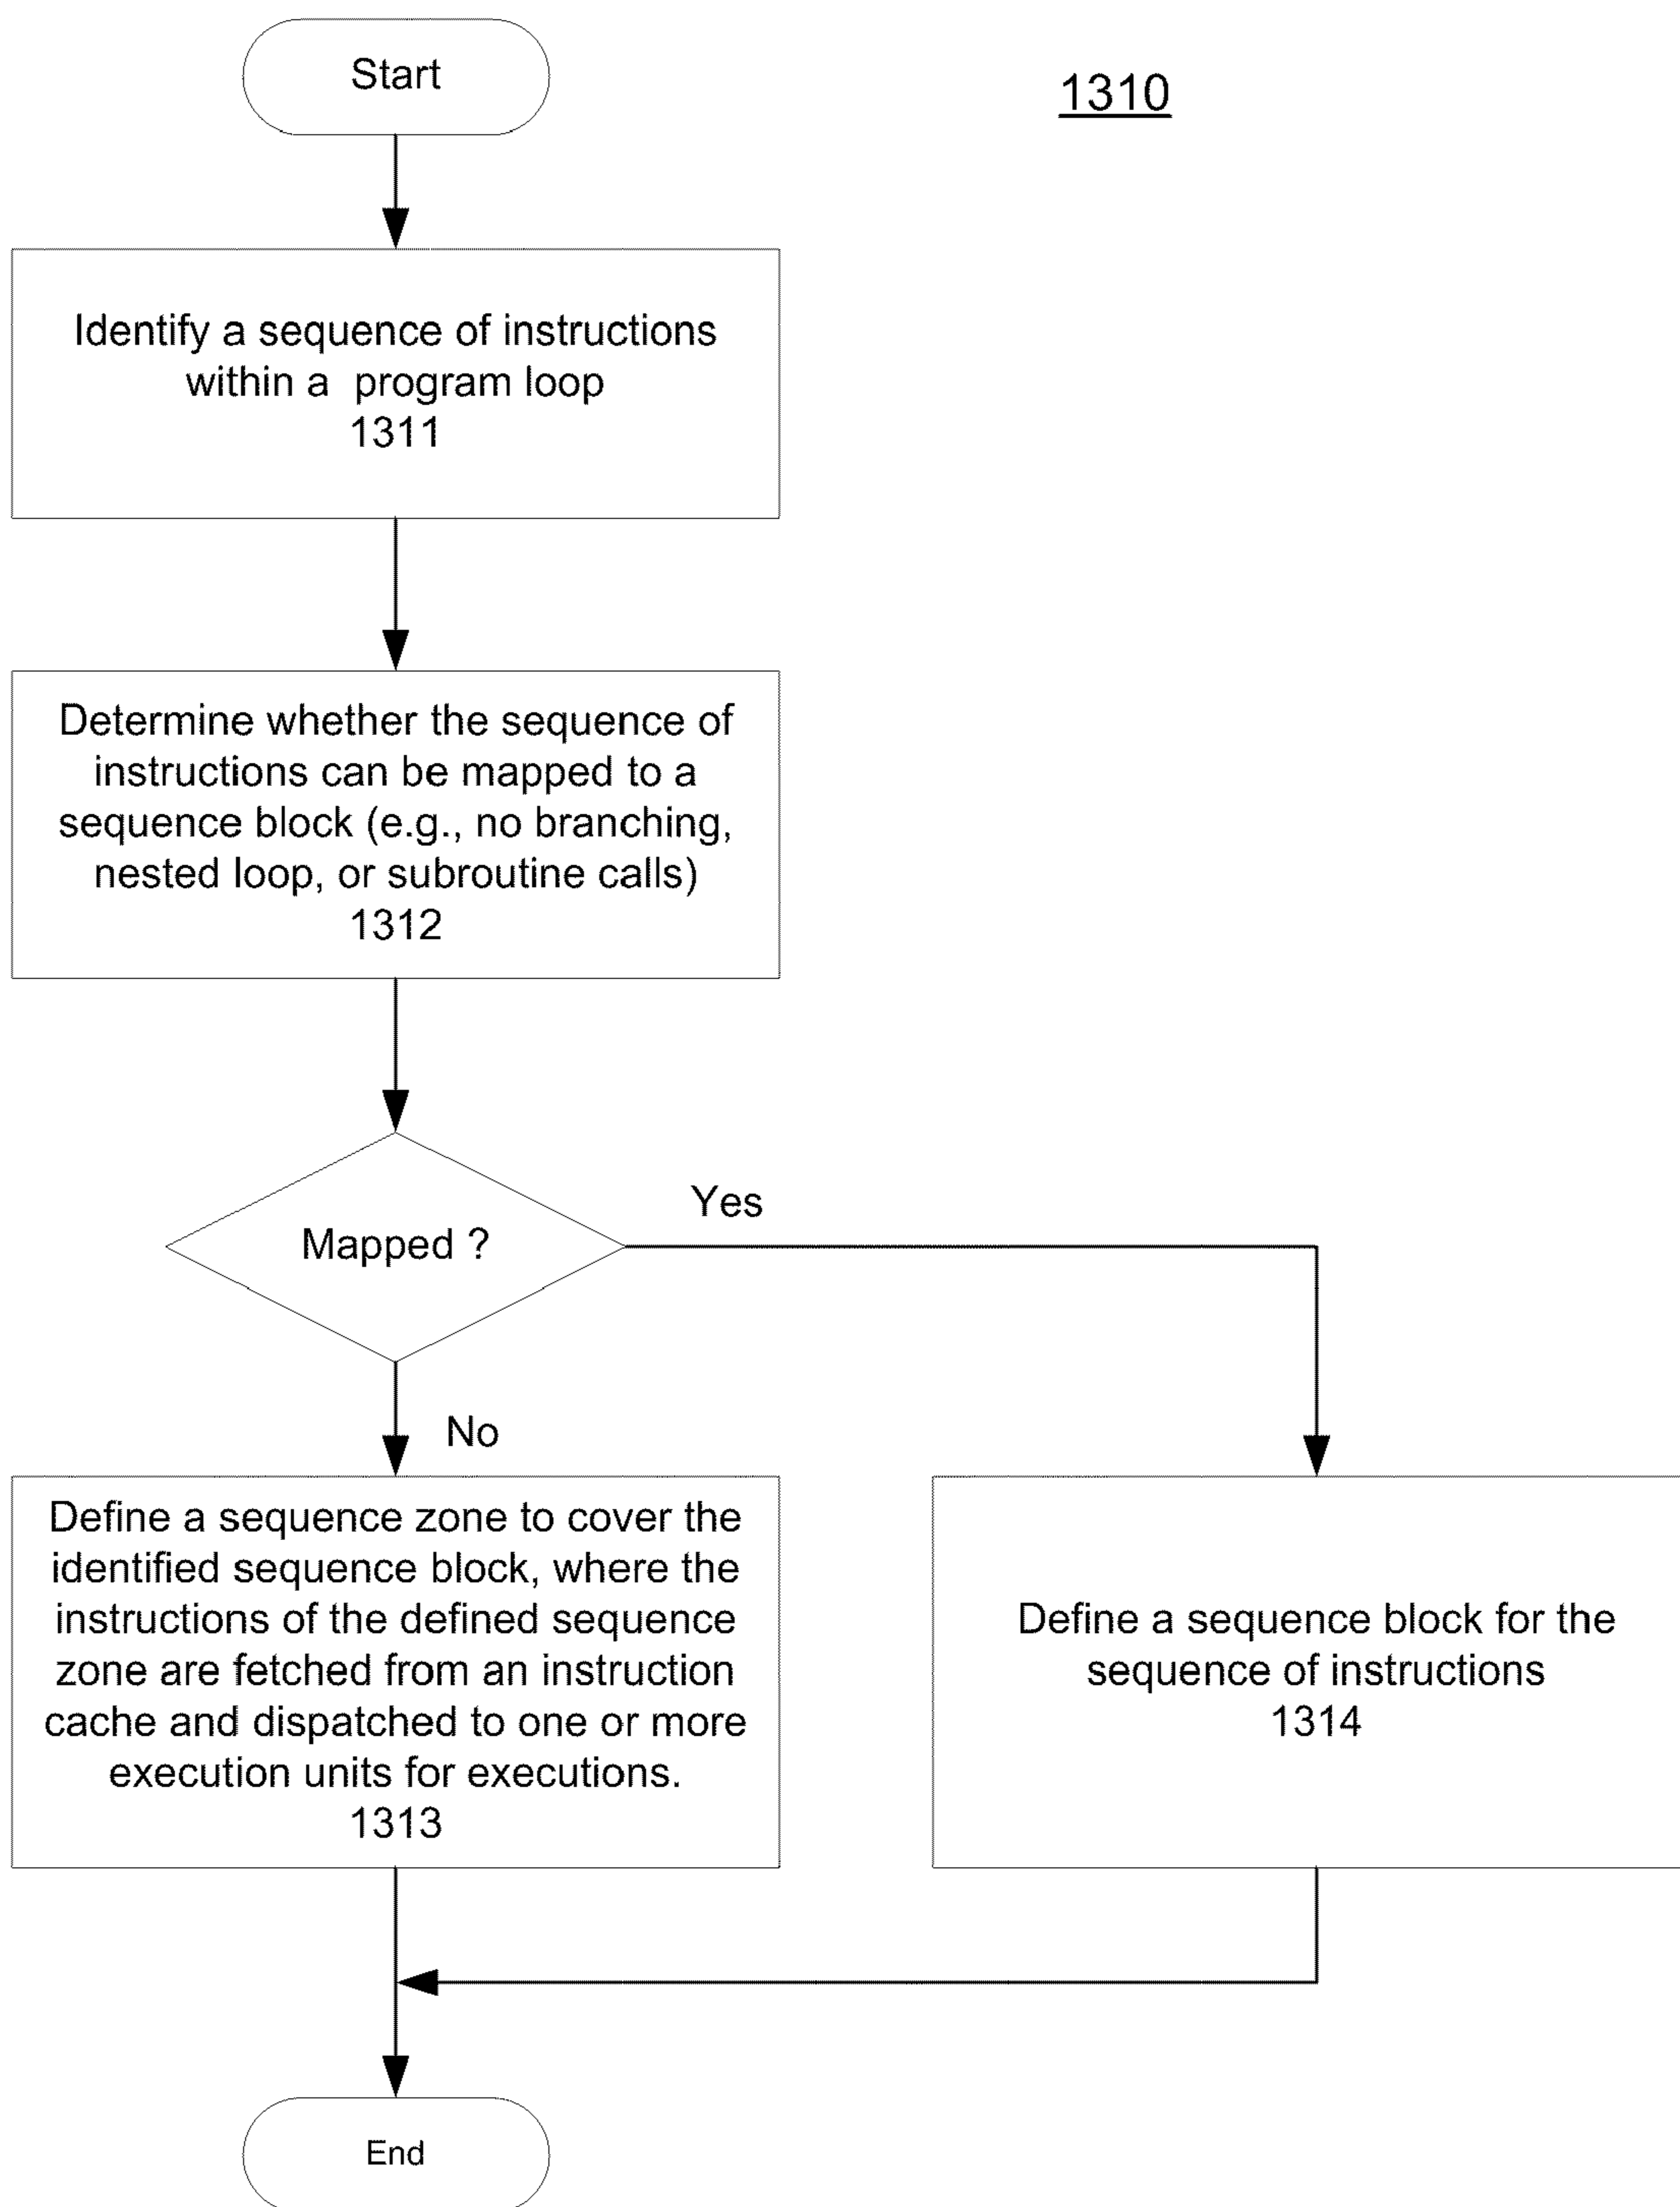 Start
1310
Identify a sequence of instructions
within a program loop
1311
Determine whether the sequence of
instructions can be mapped to a
sequence block (e.g., no branching,
nested loop, or subroutine calls)
1312
Mapped ?
Yes
No
Define a sequence zone to cover the
identified sequence block, where the
instructions of the defined sequence
zone are fetched from an instruction
cache and dispatched to one or more
execution units for executions.
1313
Define a sequence block for the
sequence of instructions
1314
End